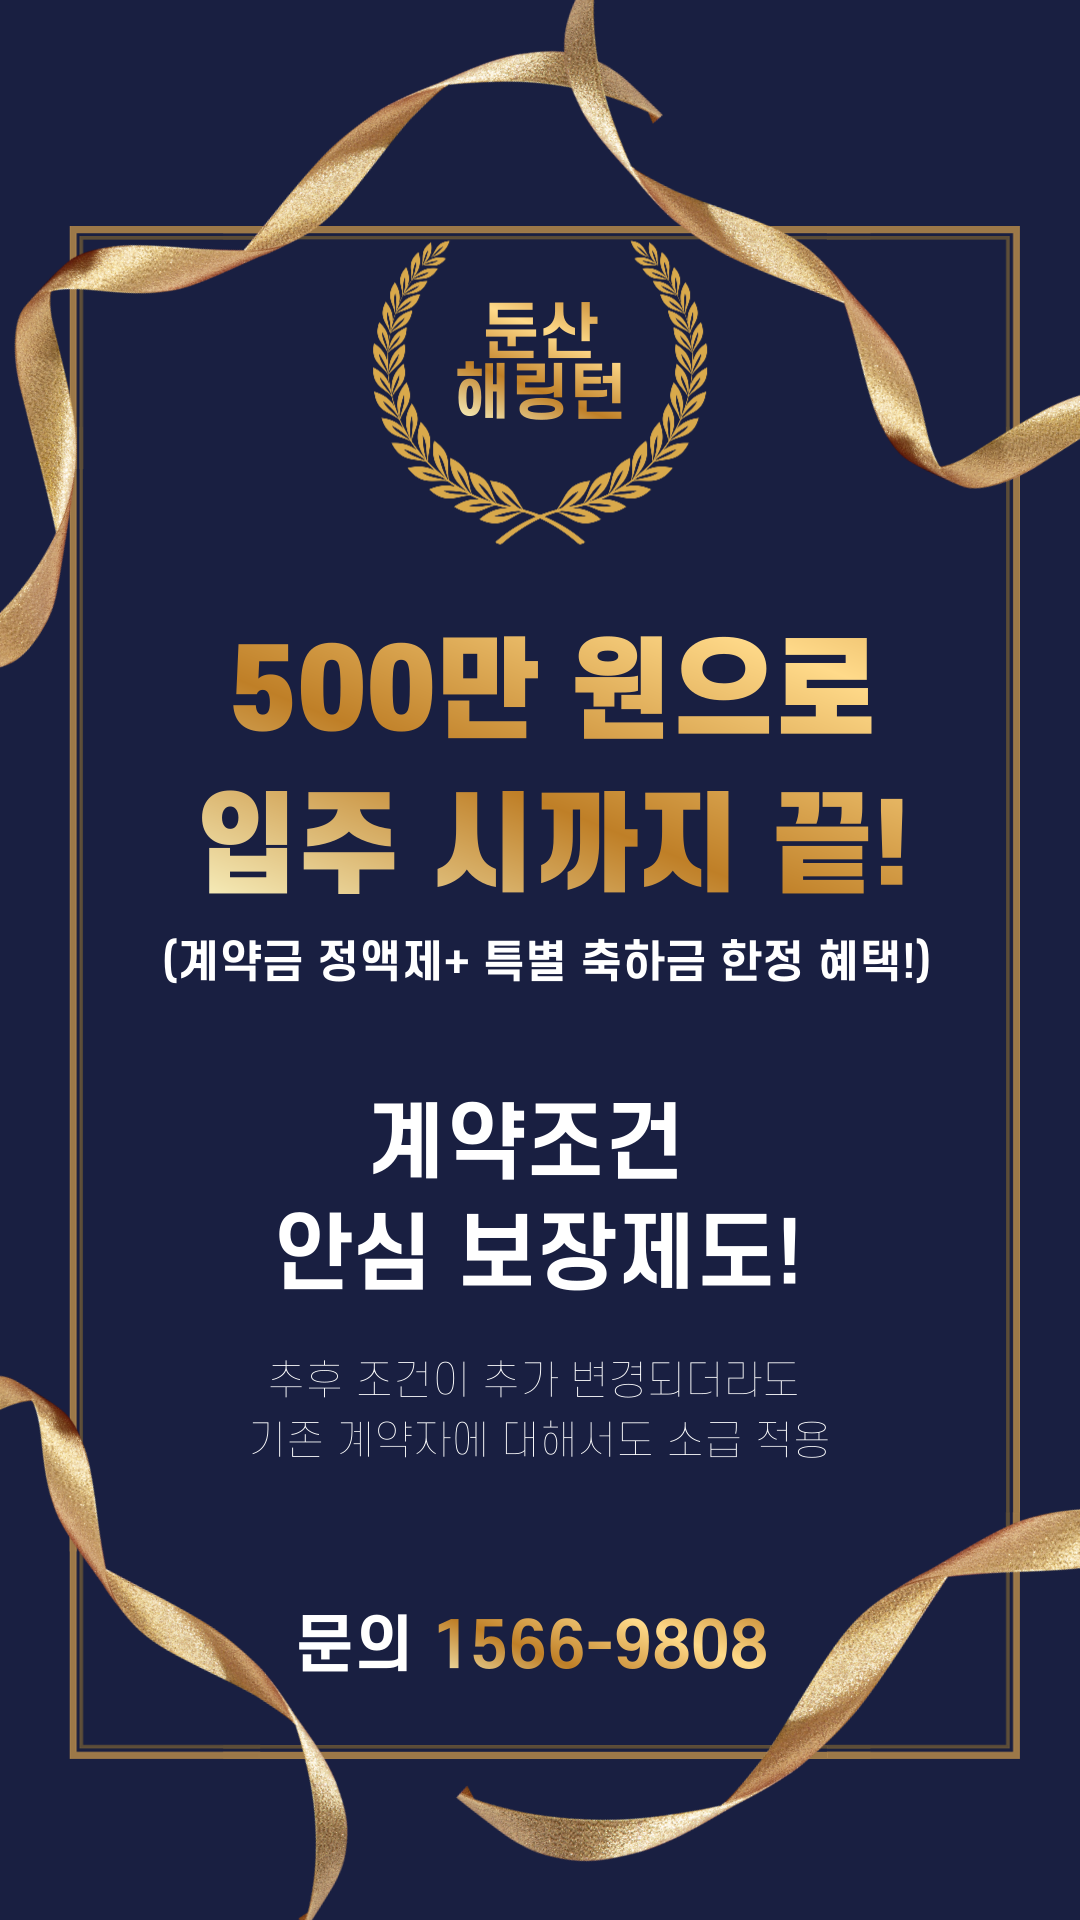 둔산
해링턴
500만 원으로
입주 시까지 끝!
(계약금 정액제+ 특별 축하금 한정 혜택!)
계약조건
안심 보장제도!
추후 조건이 추가 변경되더라도
기존 계약자에 대해서도 소급 적용
문의 1566-9808